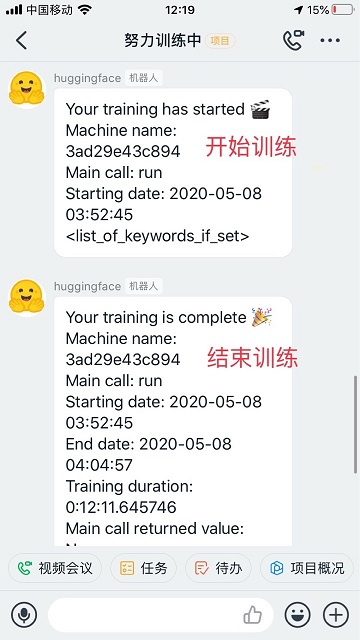 中国移动 12:19 15%
努力训练中 项目
huggingface 机器人
Your training has started 🎬
Machine name:
3ad29e43c894 开始训练
Main call: run
Starting date: 2020-05-08
03:52:45
<list_of_keywords_if_set>
huggingface 机器人
Your training is complete 🎉
Machine name:
3ad29e43c894 结束训练
Main call: run
Starting date: 2020-05-08
03:52:45
End date: 2020-05-08
04:04:57
Training duration:
0:12:11.645746
Main call returned value:
视频会议 任务 待办 项目概况